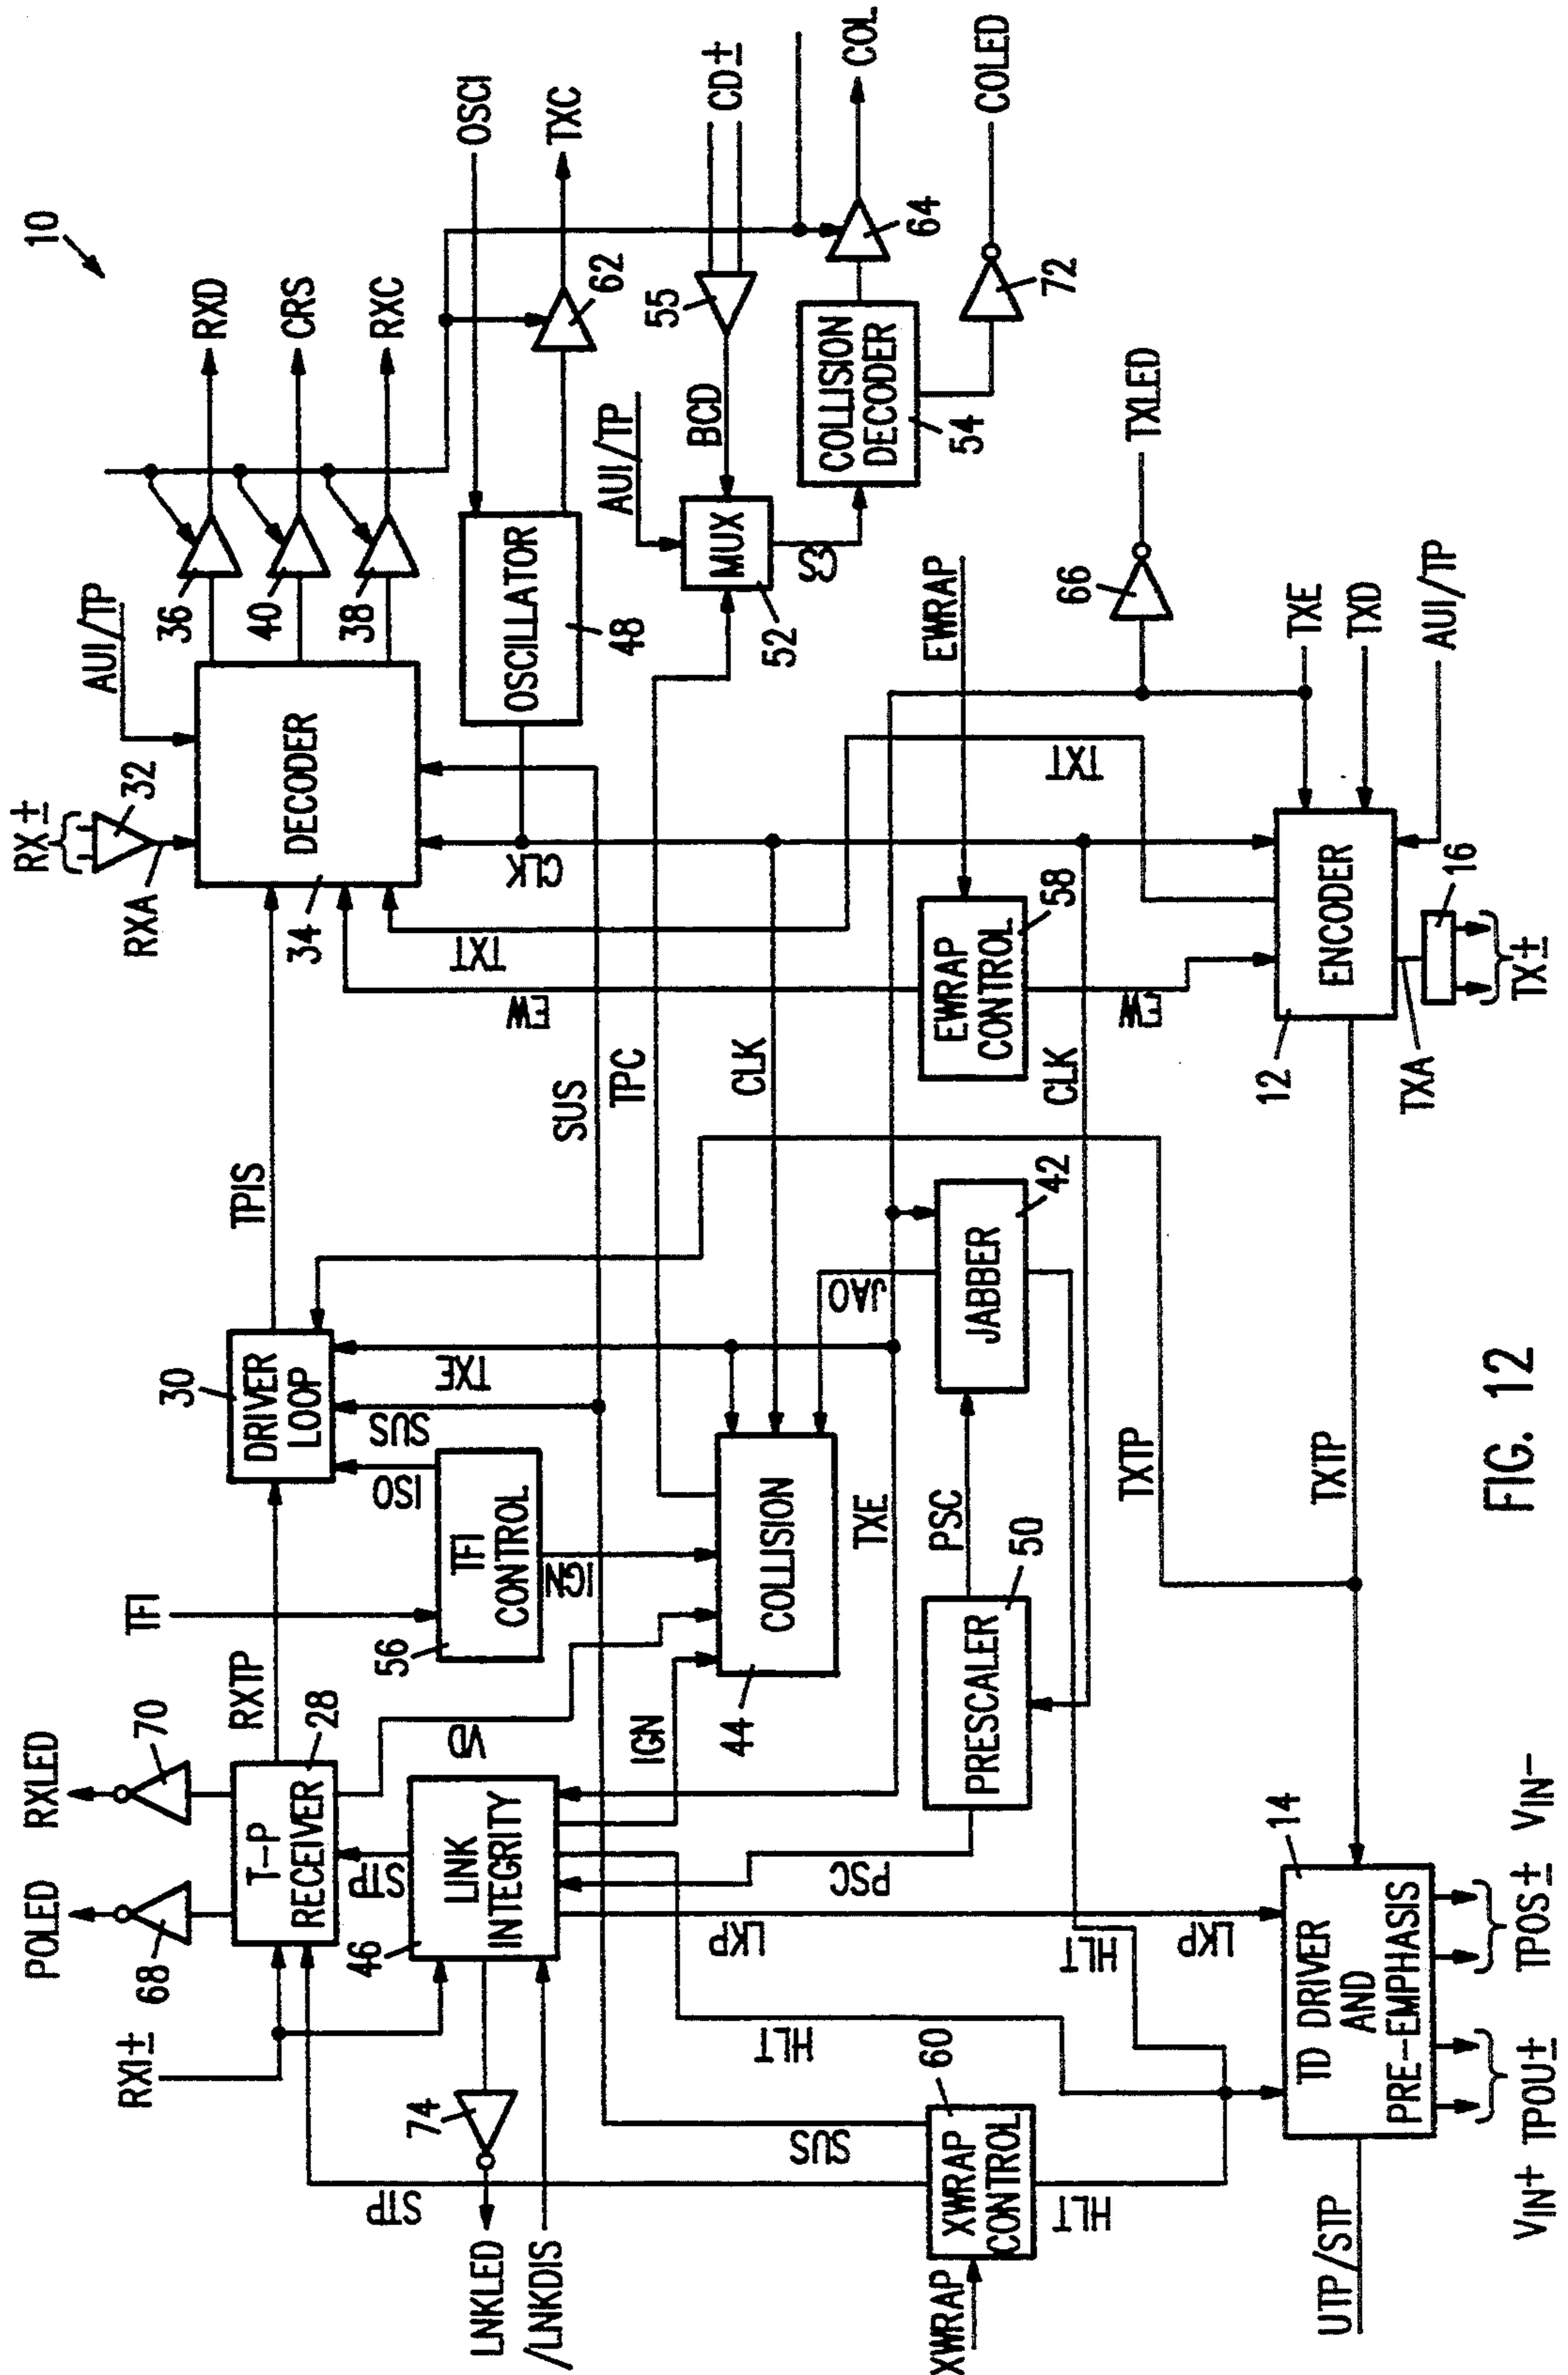 10
RX±
32
RXA
AUI/TP
DECODER
34
36
40
38
RXD
CRS
RXC
OSCI
TXC
62
OSCILLATOR
48
CLK
TXT
EW
SUS
TPC
CLK
TPIS
DRIVER
LOOP
30
TXE
SUS
ISO
TFI
TFI
CONTROL
56
IGN
RXTP
RXLED
70
POLED
68
T-P
RECEIVER
28
VD
STP
RXI±
LINK
INTEGRITY
46
IGN
74
LNKLED
/LNKDIS
STP
COLLISION
44
TXE
JAO
JABBER
42
PSC
PRESCALER
50
PSC
LKP
HLT
SUS
XWRAP
CONTROL
60
XWRAP
HLT
HLT
LKP
AUI/TP
MUX
52
BCD
55
CD±
CS
COLLISION
DECODER
54
64
COL
72
COLED
EWRAP
EWRAP
CONTROL
58
EW
CLK
TXT
66
TXLED
TXE
TXD
AUI/TP
ENCODER
12
16
TXA
TX±
TXTP
TXTP
TD DRIVER
AND
PRE-EMPHASIS
14
UTP/STP
VIN+ TPOU± TPOS± VIN-
FIG. 12